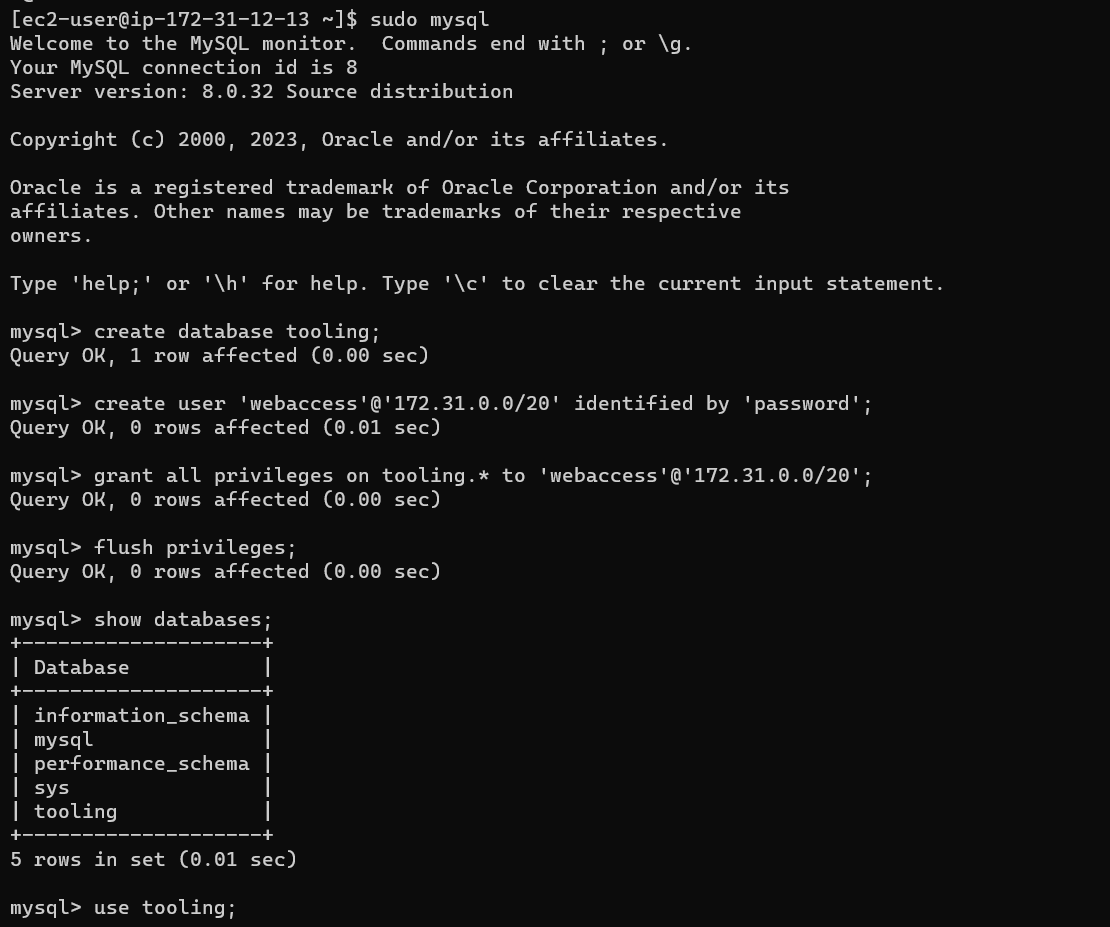 [ec2-user@ip-172-31-12-13 ~]$ sudo mysql
Welcome to the MySQL monitor.  Commands end with ; or \g.
Your MySQL connection id is 8
Server version: 8.0.32 Source distribution

Copyright (c) 2000, 2023, Oracle and/or its affiliates.

Oracle is a registered trademark of Oracle Corporation and/or its
affiliates. Other names may be trademarks of their respective
owners.

Type 'help;' or '\h' for help. Type '\c' to clear the current input statement.

mysql> create database tooling;
Query OK, 1 row affected (0.00 sec)

mysql> create user 'webaccess'@'172.31.0.0/20' identified by 'password';
Query OK, 0 rows affected (0.01 sec)

mysql> grant all privileges on tooling.* to 'webaccess'@'172.31.0.0/20';
Query OK, 0 rows affected (0.00 sec)

mysql> flush privileges;
Query OK, 0 rows affected (0.00 sec)

mysql> show databases;
+--------------------+
| Database           |
+--------------------+
| information_schema |
| mysql              |
| performance_schema |
| sys                |
| tooling            |
+--------------------+
5 rows in set (0.01 sec)

mysql> use tooling;